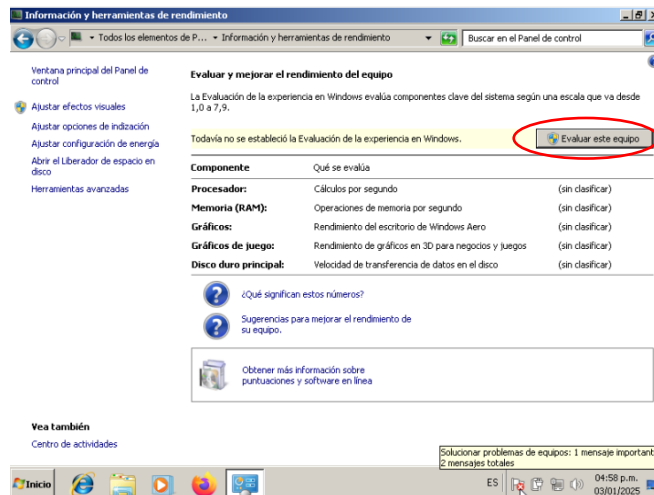 Información y herramientas de rendimiento
Todos los elementos de P... Información y herramientas de rendimiento
Buscar en el Panel de control
Ventana principal del Panel de
control
Ajustar efectos visuales
Ajustar opciones de indización
Ajustar configuración de energía
Abrir el Liberador de espacio en
disco
Herramientas avanzadas
Evaluar y mejorar el rendimiento del equipo
La Evaluación de la experiencia en Windows evalúa componentes clave del sistema según una escala que va desde
1,0 a 7,9.
Todavía no se estableció la Evaluación de la experiencia en Windows. Evaluar este equipo
Componente Qué se evalúa
Procesador: Cálculos por segundo (sin clasificar)
Memoria (RAM): Operaciones de memoria por segundo (sin clasificar)
Gráficos: Rendimiento del escritorio de Windows Aero (sin clasificar)
Gráficos de juego: Rendimiento de gráficos en 3D para negocios y juegos (sin clasificar)
Disco duro principal: Velocidad de transferencia de datos en el disco (sin clasificar)
¿Qué significan estos números?
Sugerencias para mejorar el rendimiento de
su equipo.
Obtener más información sobre
puntuaciones y software en línea
Vea también
Centro de actividades
Solucionar problemas de equipos: 1 mensaje important
2 mensajes totales
Inicio
ES
04:58 p.m.
03/01/2025